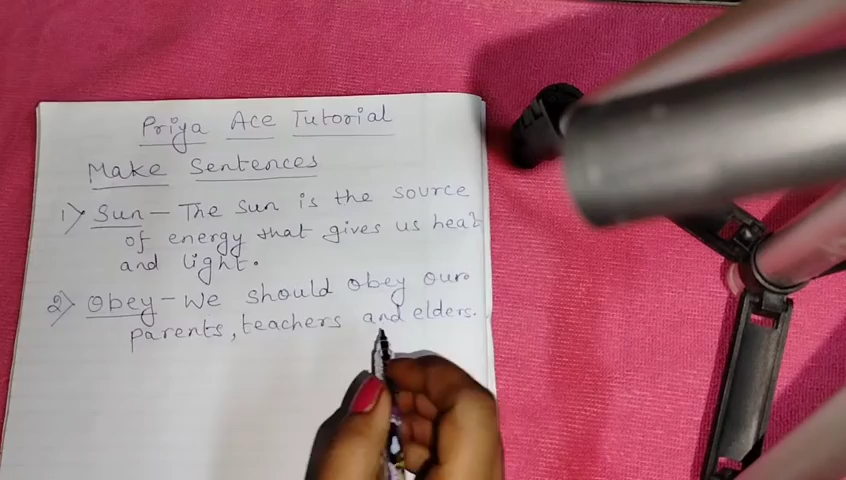 Priya Ace Tutorial
Make Sentences
1) Sun - The sun is the source
of energy that gives us heat
and light.
2) Obey - We should obey our
parents, teachers and elders.